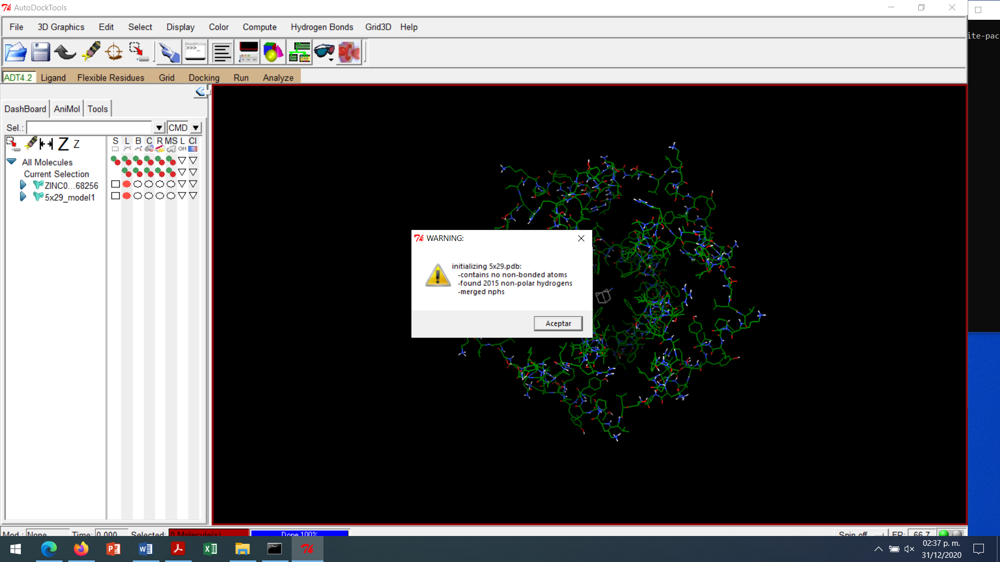 AutoDockTools
File 3D Graphics Edit Select Display Color Compute Hydrogen Bonds Grid3D Help
ite-pac
ADT4.2 Ligand Flexible Residues Grid Docking Run Analyze
DashBoard AniMol Tools
Sel.: CMD
Z Z S L B C R MS L Cl
OH
All Molecules
Current Selection
ZINC0...68256
5x29_model1
WARNING:
initializing 5x29.pdb:
-contains no non-bonded atoms
-found 2015 non-polar hydrogens
-merged nphs
Aceptar
Mod.: None Time: 0.000 Selected: 0 Molecule(s) Done 100% Spin off FR: 66.7
02:37 p. m.
31/12/2020